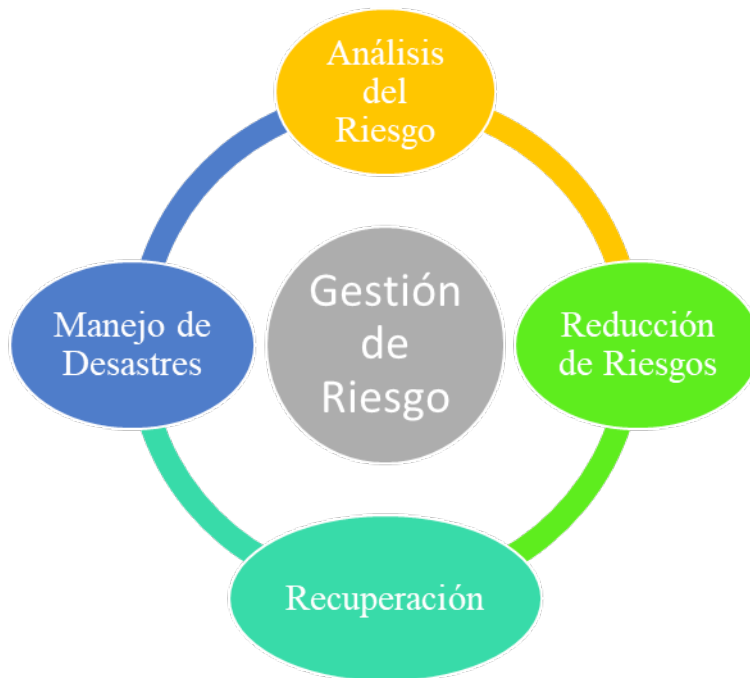 Análisis
del
Riesgo
Gestión
de
Riesgo
Manejo de
Desastres
Reducción
de Riesgos
Recuperación